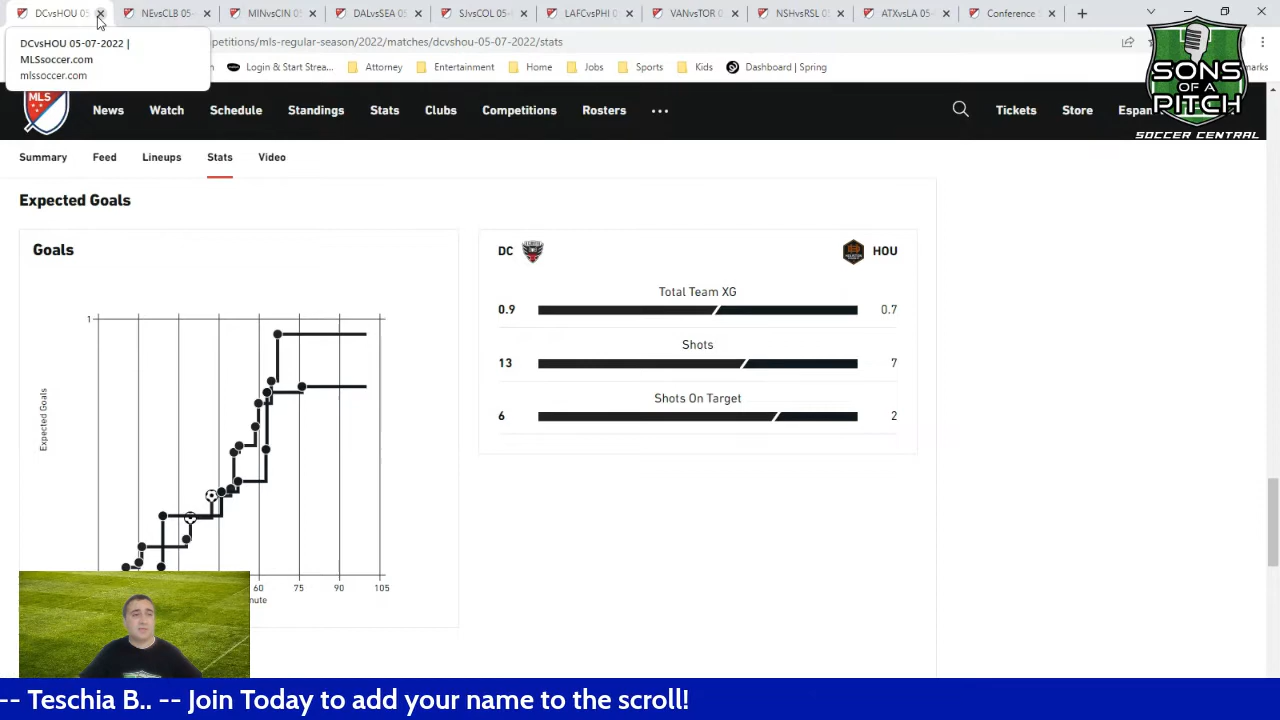 DCvsHOU 05
NEvsCLB 05-
MINvsCIN 05
DALvsSEA 05
SJvsCOL 05-
LAFCvsPHI 0
VANvsTOR 0
NSHvsRSL 05
ATXvsLA 05-
Conference S
DCvsHOU 05-07-2022 |
MLSsoccer.com
mlssoccer.com
petitions/mls-regular-season/2022/matches/dcvshou-05-07-2022/stats
Login & Start Strea...
Attorney
Entertainment
Home
Jobs
Sports
Kids
Dashboard | Spring
marks
SONS
OF A
PITCH
SOCCER CENTRAL
MLS
News
Watch
Schedule
Standings
Stats
Clubs
Competitions
Rosters
Tickets
Store
Espan
Summary
Feed
Lineups
Stats
Video
Expected Goals
Goals
1
Expected Goals
60
75
90
105
nute
DC
HOU
Total Team XG
0.9
0.7
Shots
13
7
Shots On Target
6
2
-- Teschia B.. -- Join Today to add your name to the scroll!